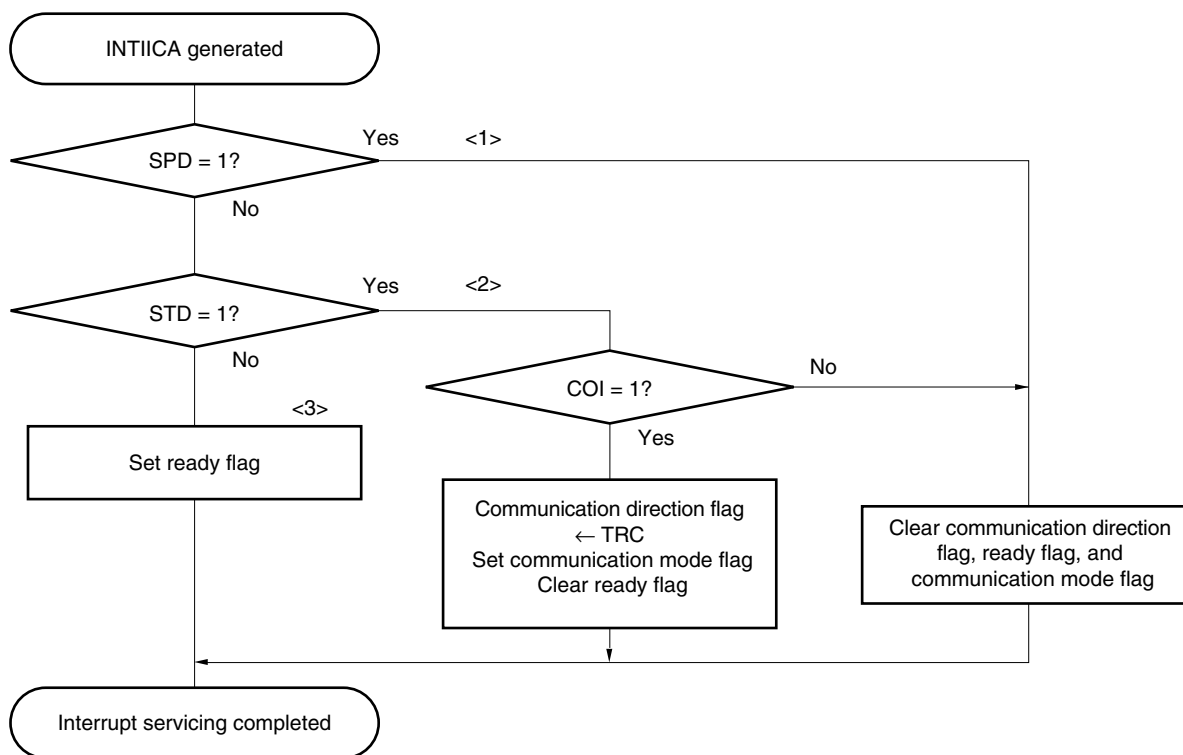 INTIICA generated
Yes
<1>
SPD = 1?
No
Yes
<2>
STD = 1?
No
No
COI = 1?
<3>
Yes
Set ready flag
Communication direction flag
← TRC
Set communication mode flag
Clear ready flag
Clear communication direction
flag, ready flag, and
communication mode flag
Interrupt servicing completed